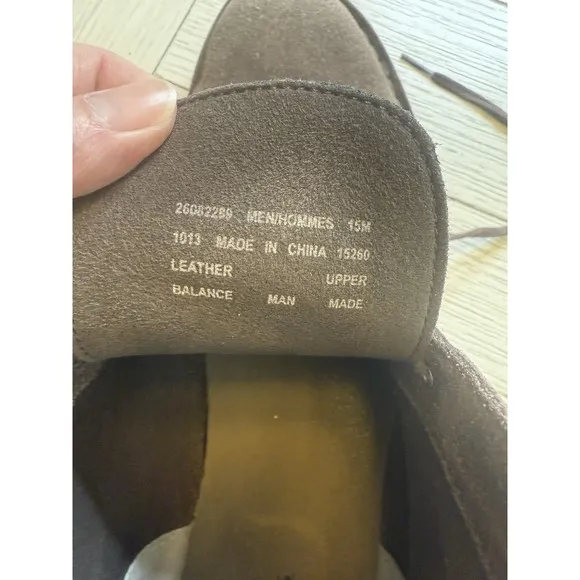 26082289 MEN/HOMMES 15M
1013 MADE IN CHINA 15260
LEATHER UPPER
BALANCE MAN MADE